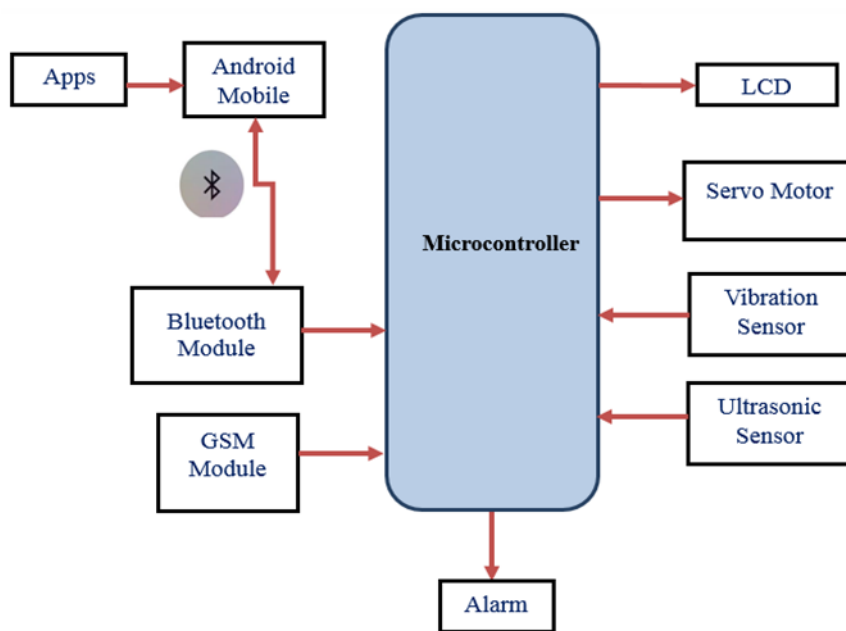 Apps
Android
Mobile
LCD
Servo Motor
Microcontroller
Bluetooth
Module
Vibration
Sensor
GSM
Module
Ultrasonic
Sensor
Alarm